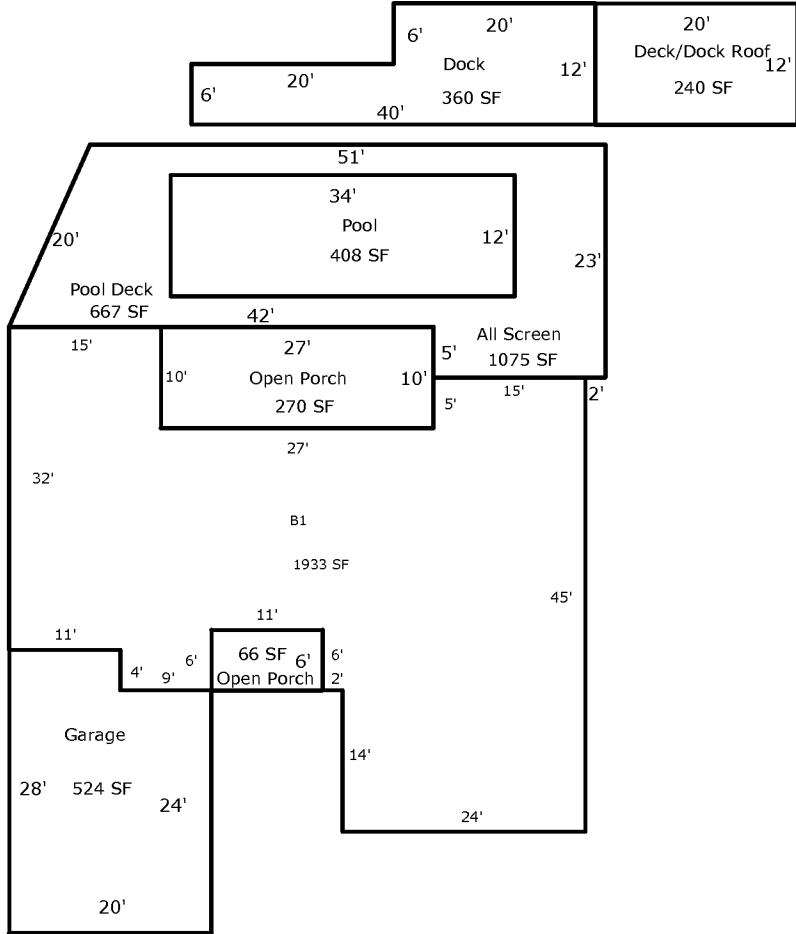 20'
6'
Dock
12'
360 SF
20'
6'
40'
20'
Deck/Dock Roof
12'
240 SF
51'
34'
Pool
12'
408 SF
20'
23'
Pool Deck
667 SF
42'
All Screen
1075 SF
15'
27'
5'
10'
Open Porch
10'
270 SF
5'
15'
2'
27'
32'
B1
1933 SF
45'
11'
11'
66 SF
6'
6'
6'
Open Porch
4'
9'
2'
Garage
14'
28'
524 SF
24'
24'
20'